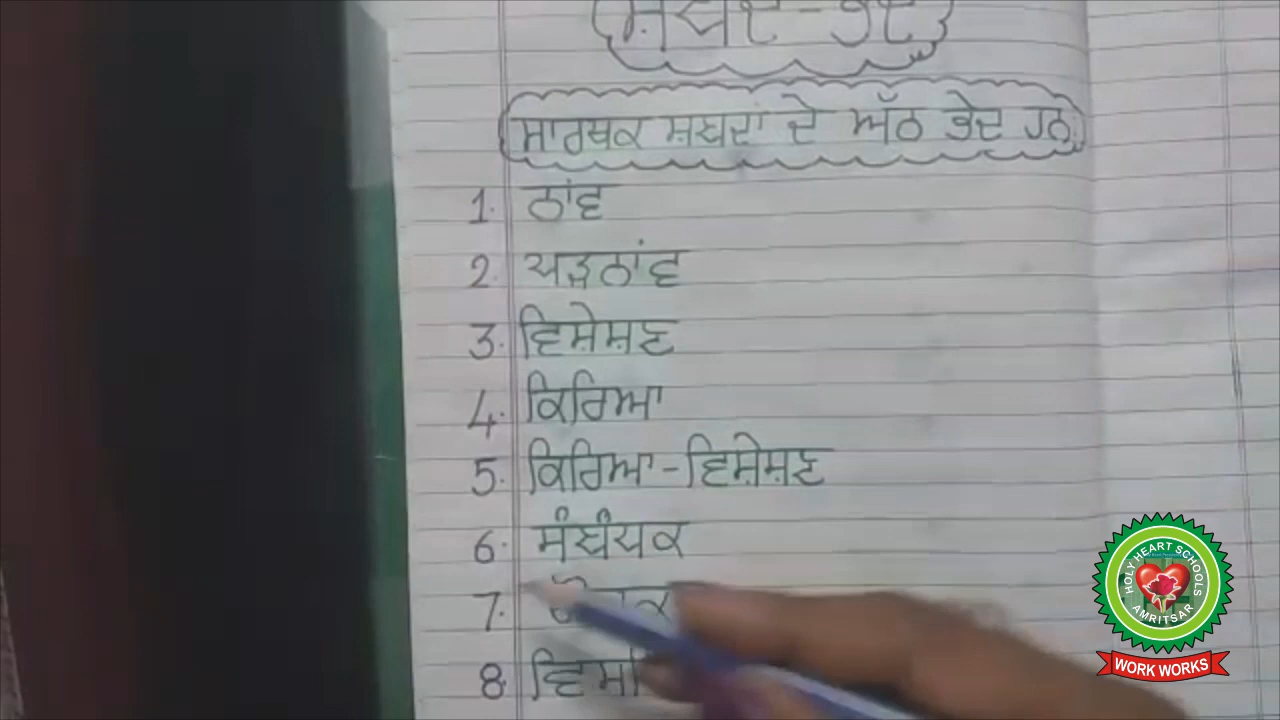 ਸ਼ਬਦ-ਭੇਦ
ਸਾਰਥਕ ਸ਼ਬਦਾਂ ਦੇ ਅੱਠ ਭੇਦ ਹਨ
1. ਨਾਂਵ
2. ਪੜਨਾਂਵ
3. ਵਿਸ਼ੇਸ਼ਣ
4. ਕਿਰਿਆ
5. ਕਿਰਿਆ-ਵਿਸ਼ੇਸ਼ਣ
6. ਸੰਬੰਧਕ
7.
8.
HOLY HEART SCHOOLS
AMRITSAR
WORK WORKS